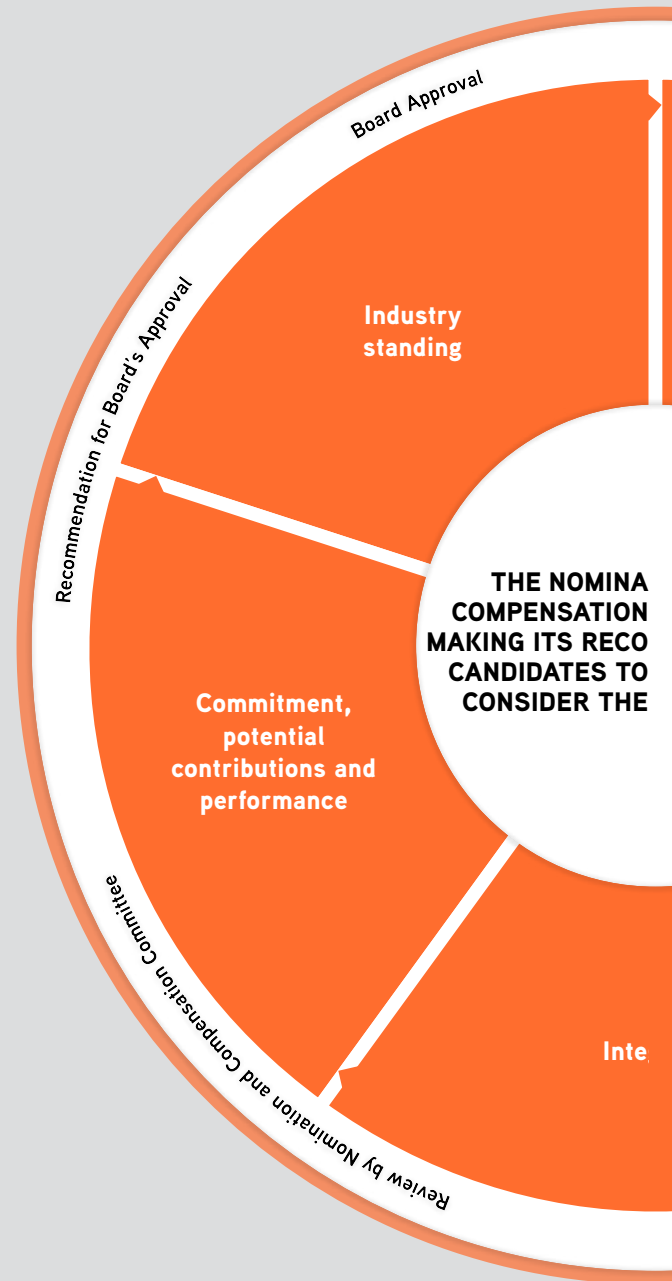 Board Approval
Recommendation for Board's Approval
Industry
standing
THE NOMINA
COMPENSATION
MAKING ITS RECO
CANDIDATES TO
CONSIDER THE
Commitment,
potential
contributions and
performance
Review by Nomination and Compensation Committee
Inte